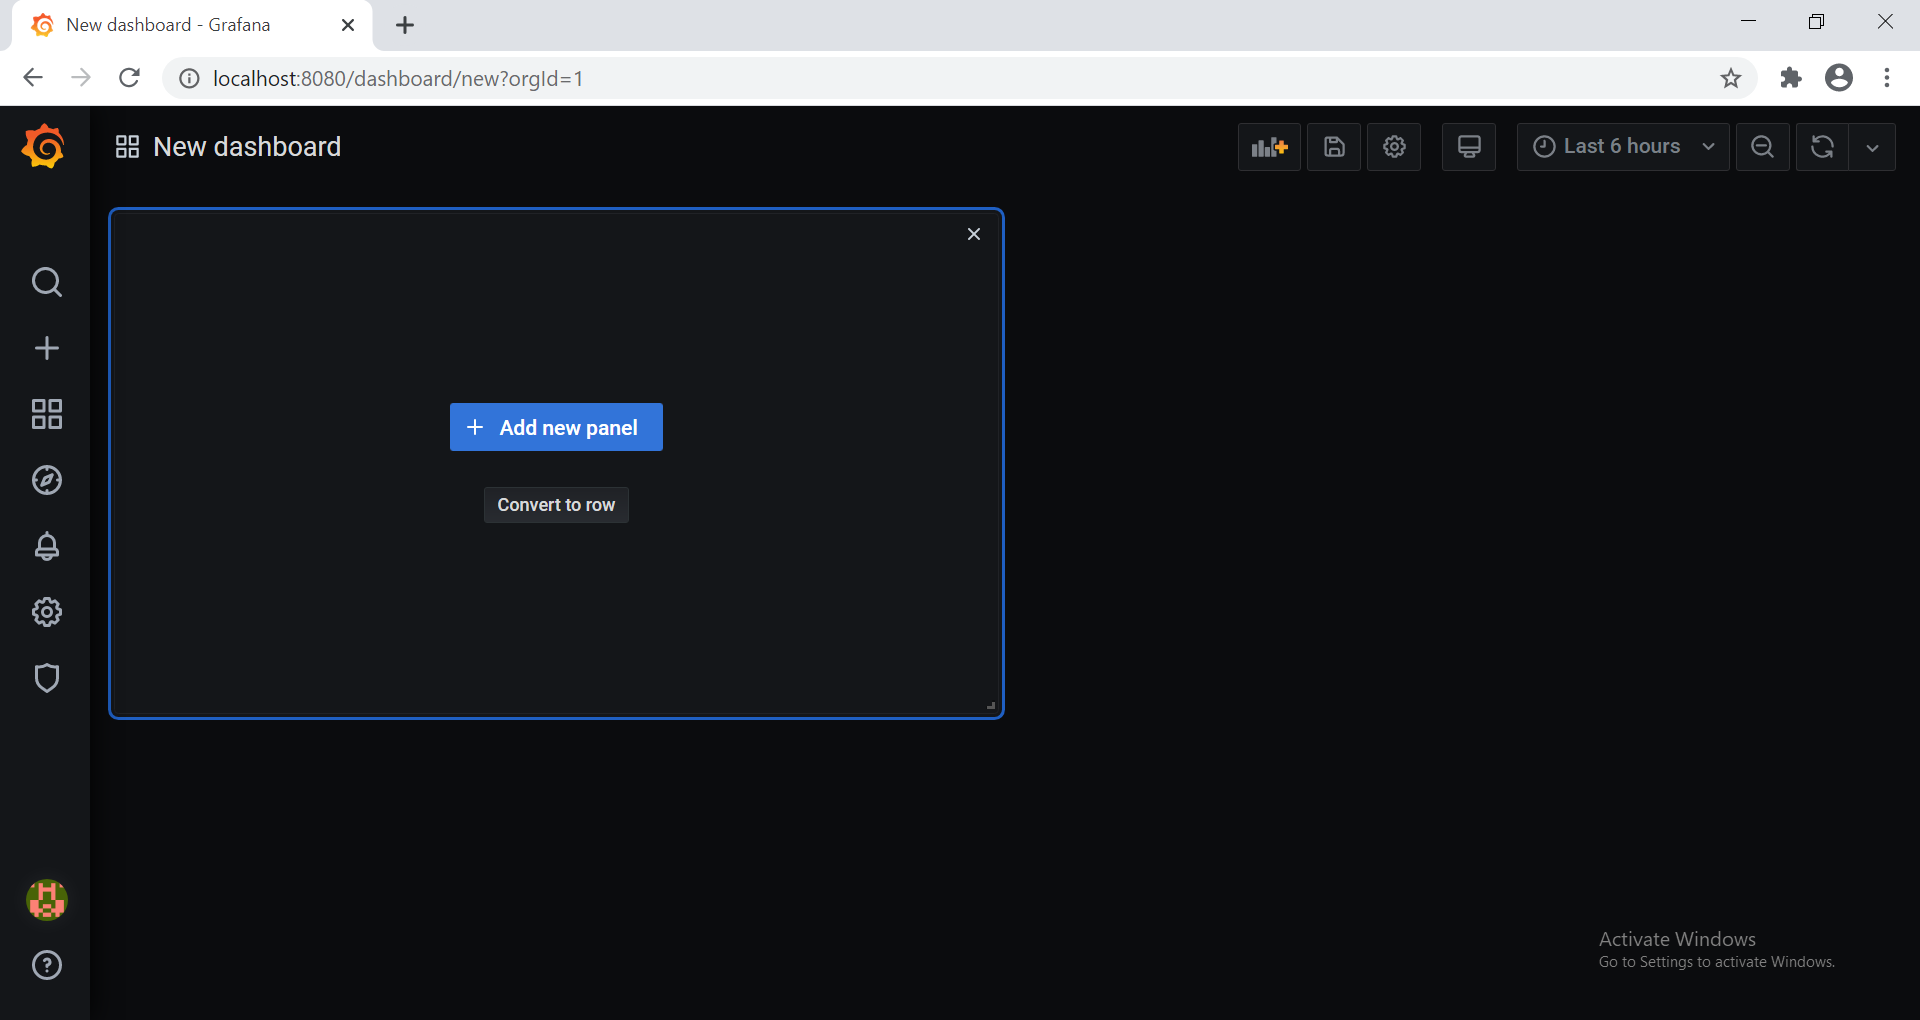 New dashboard - Grafana
localhost:8080/dashboard/new?orgId=1
New dashboard
Last 6 hours
Add new panel
Convert to row
Activate Windows
Go to Settings to activate Windows.